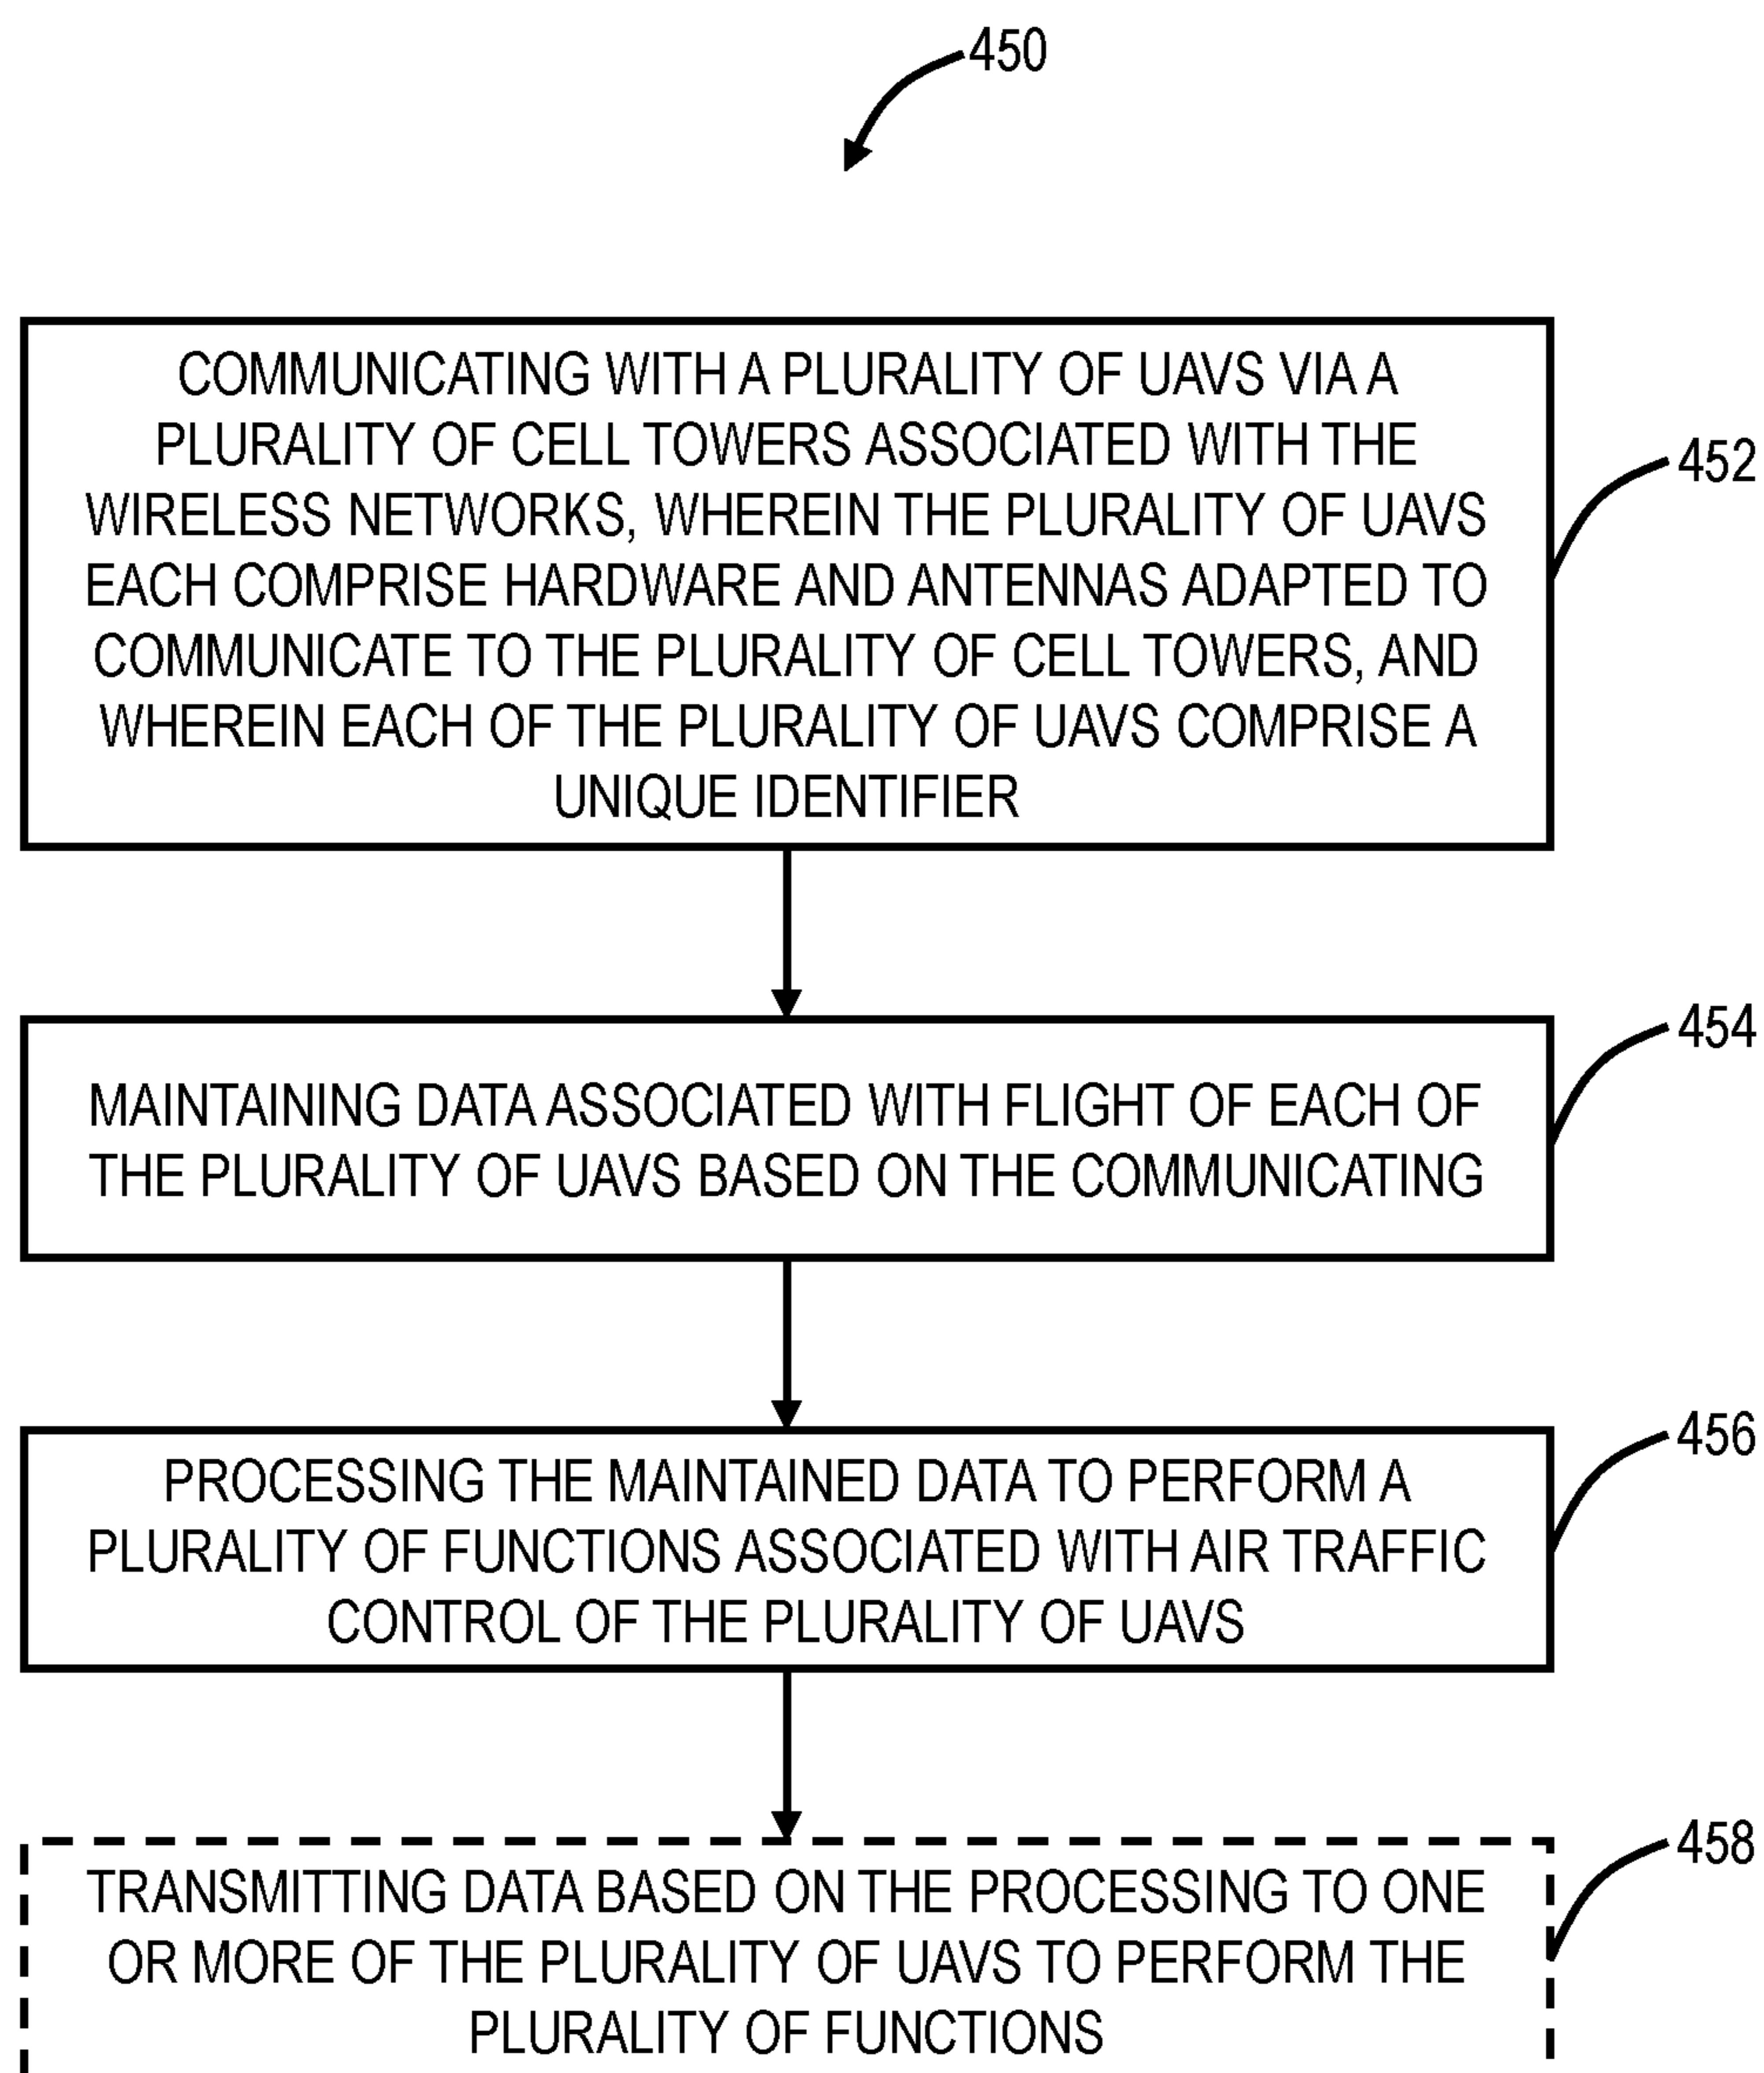 450
COMMUNICATING WITH A PLURALITY OF UAVS VIA A
PLURALITY OF CELL TOWERS ASSOCIATED WITH THE
WIRELESS NETWORKS, WHEREIN THE PLURALITY OF UAVS
EACH COMPRISE HARDWARE AND ANTENNAS ADAPTED TO
COMMUNICATE TO THE PLURALITY OF CELL TOWERS, AND
WHEREIN EACH OF THE PLURALITY OF UAVS COMPRISE A
UNIQUE IDENTIFIER
452
MAINTAINING DATA ASSOCIATED WITH FLIGHT OF EACH OF
THE PLURALITY OF UAVS BASED ON THE COMMUNICATING
454
PROCESSING THE MAINTAINED DATA TO PERFORM A
PLURALITY OF FUNCTIONS ASSOCIATED WITH AIR TRAFFIC
CONTROL OF THE PLURALITY OF UAVS
456
TRANSMITTING DATA BASED ON THE PROCESSING TO ONE
OR MORE OF THE PLURALITY OF UAVS TO PERFORM THE
PLURALITY OF FUNCTIONS
458